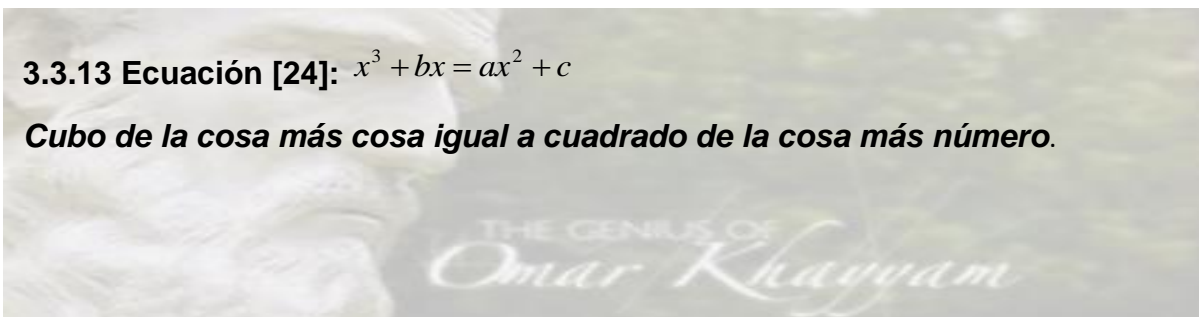 3.3.13 Ecuación [24]: x³ + bx = ax² + c
Cubo de la cosa más cosa igual a cuadrado de la cosa más número.
THE GENIUS OF
Omar Khayyam